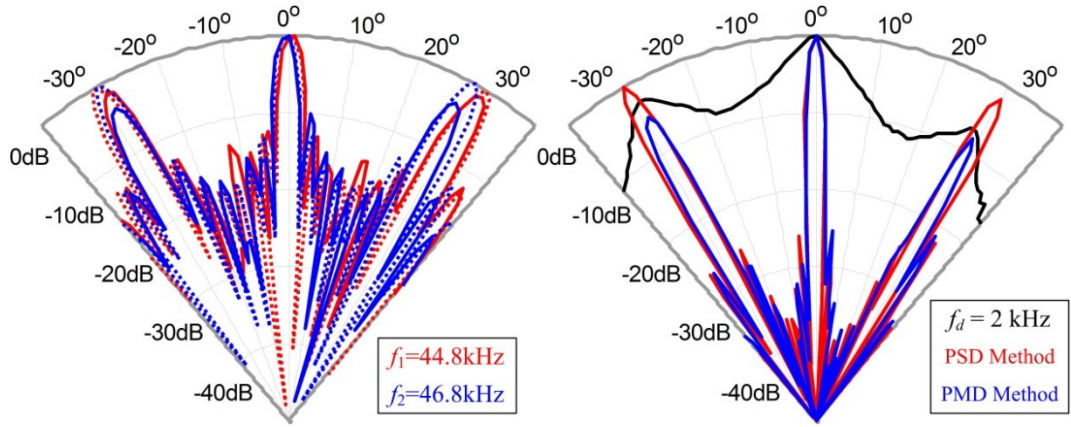 0°
-10° 10°
-20° 20°
-30° 30°
0dB
-10dB
-20dB
-30dB
-40dB
f₁=44.8kHz
f₂=46.8kHz
0°
-10° 10°
-20° 20°
-30° 30°
0dB
-10dB
-20dB
-30dB
-40dB
f_d = 2 kHz
PSD Method
PMD Method